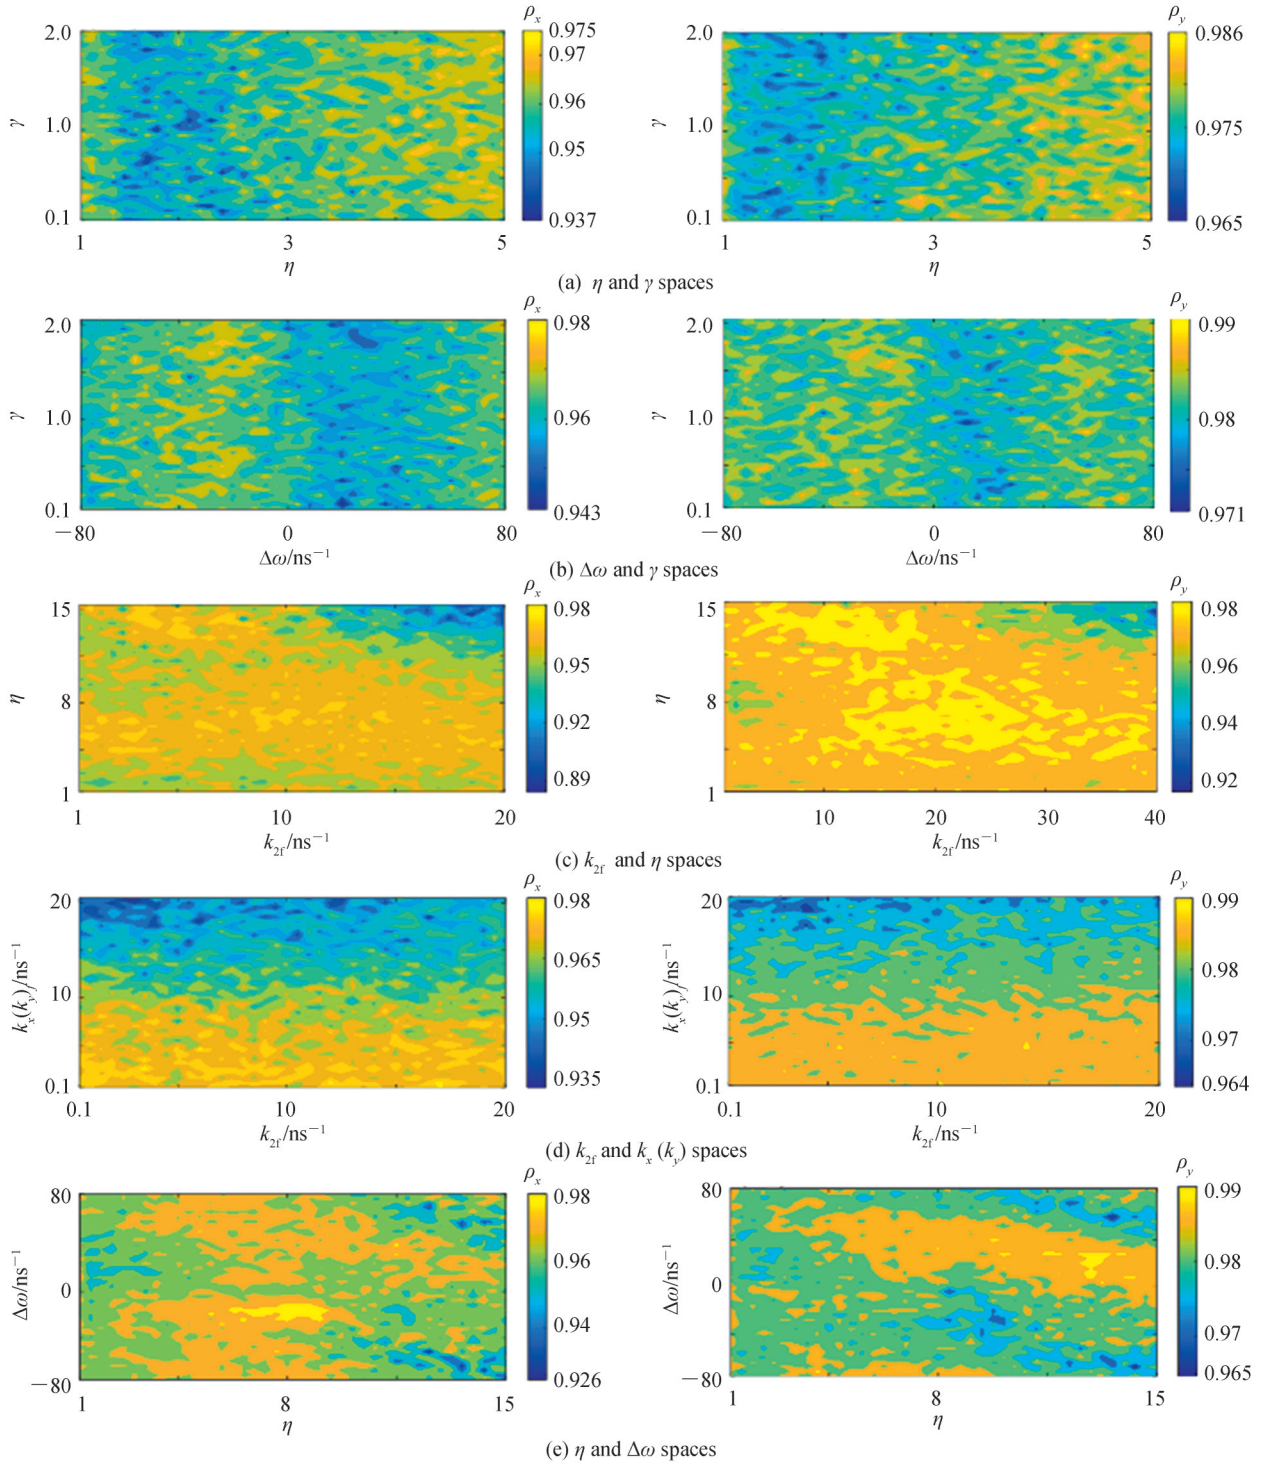 ρx ρy
2.0 0.975 2.0 0.986
0.97
0.96
γ 1.0 γ 1.0 0.975
0.95
0.1 0.937 0.1 0.965
1 3 5 1 3 5
η η
(a) η and γ spaces
ρx ρy
2.0 0.98 2.0 0.99
γ 1.0 0.96 γ 1.0 0.98
0.1 0.943 0.1 0.971
−80 0 80 −80 0 80
Δω/ns−1 Δω/ns−1
(b) Δω and γ spaces
ρx ρy
15 0.98 15 0.98
0.95 0.96
η 8 η 8
0.92 0.94
0.89 0.92
1 1
1 10 20 10 20 30 40
k2f/ns−1 k2f/ns−1
(c) k2f and η spaces
ρx ρy
20 0.98 20 0.99
0.965 0.98
kx(ky)/ns−1 10 kx(ky)/ns−1 10
0.95 0.97
0.1 0.935 0.1 0.964
0.1 10 20 0.1 10 20
k2f/ns−1 k2f/ns−1
(d) k2f and kx (ky) spaces
ρx ρy
80 0.98 80 0.99
0.96 0.98
Δω/ns−1 0 Δω/ns−1 0
0.94 0.97
−80 0.926 −80 0.965
1 8 15 1 8 15
η η
(e) η and Δω spaces